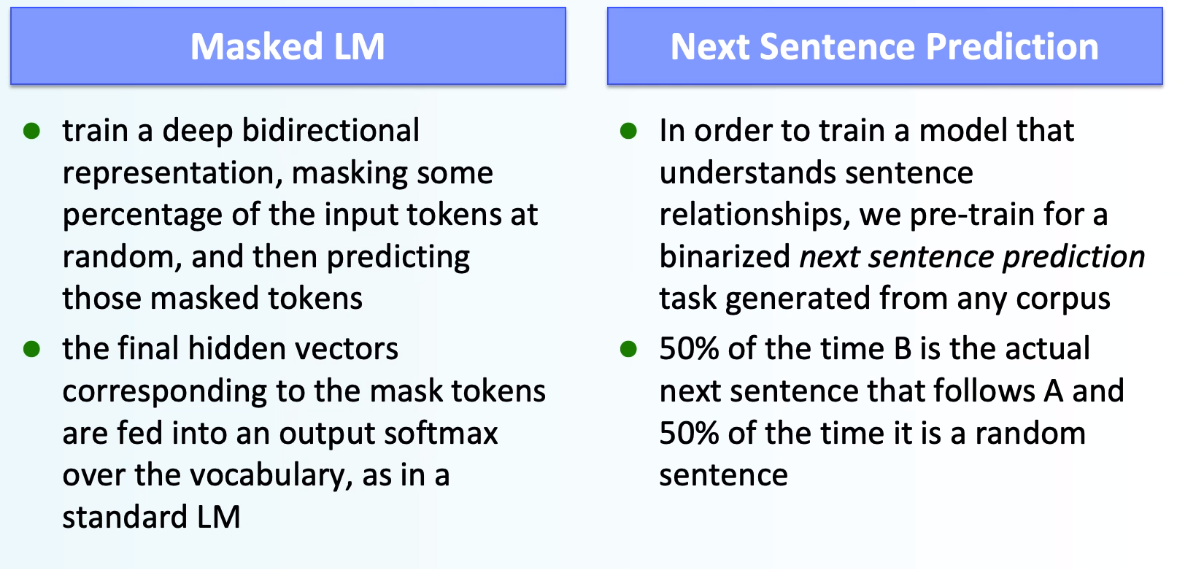 Masked LM
train a deep bidirectional
representation, masking some
percentage of the input tokens at
random, and then predicting
those masked tokens
the final hidden vectors
corresponding to the mask tokens
are fed into an output softmax
over the vocabulary, as in a
standard LM
Next Sentence Prediction
In order to train a model that
understands sentence
relationships, we pre-train for a
binarized next sentence prediction
task generated from any corpus
50% of the time B is the actual
next sentence that follows A and
50% of the time it is a random
sentence